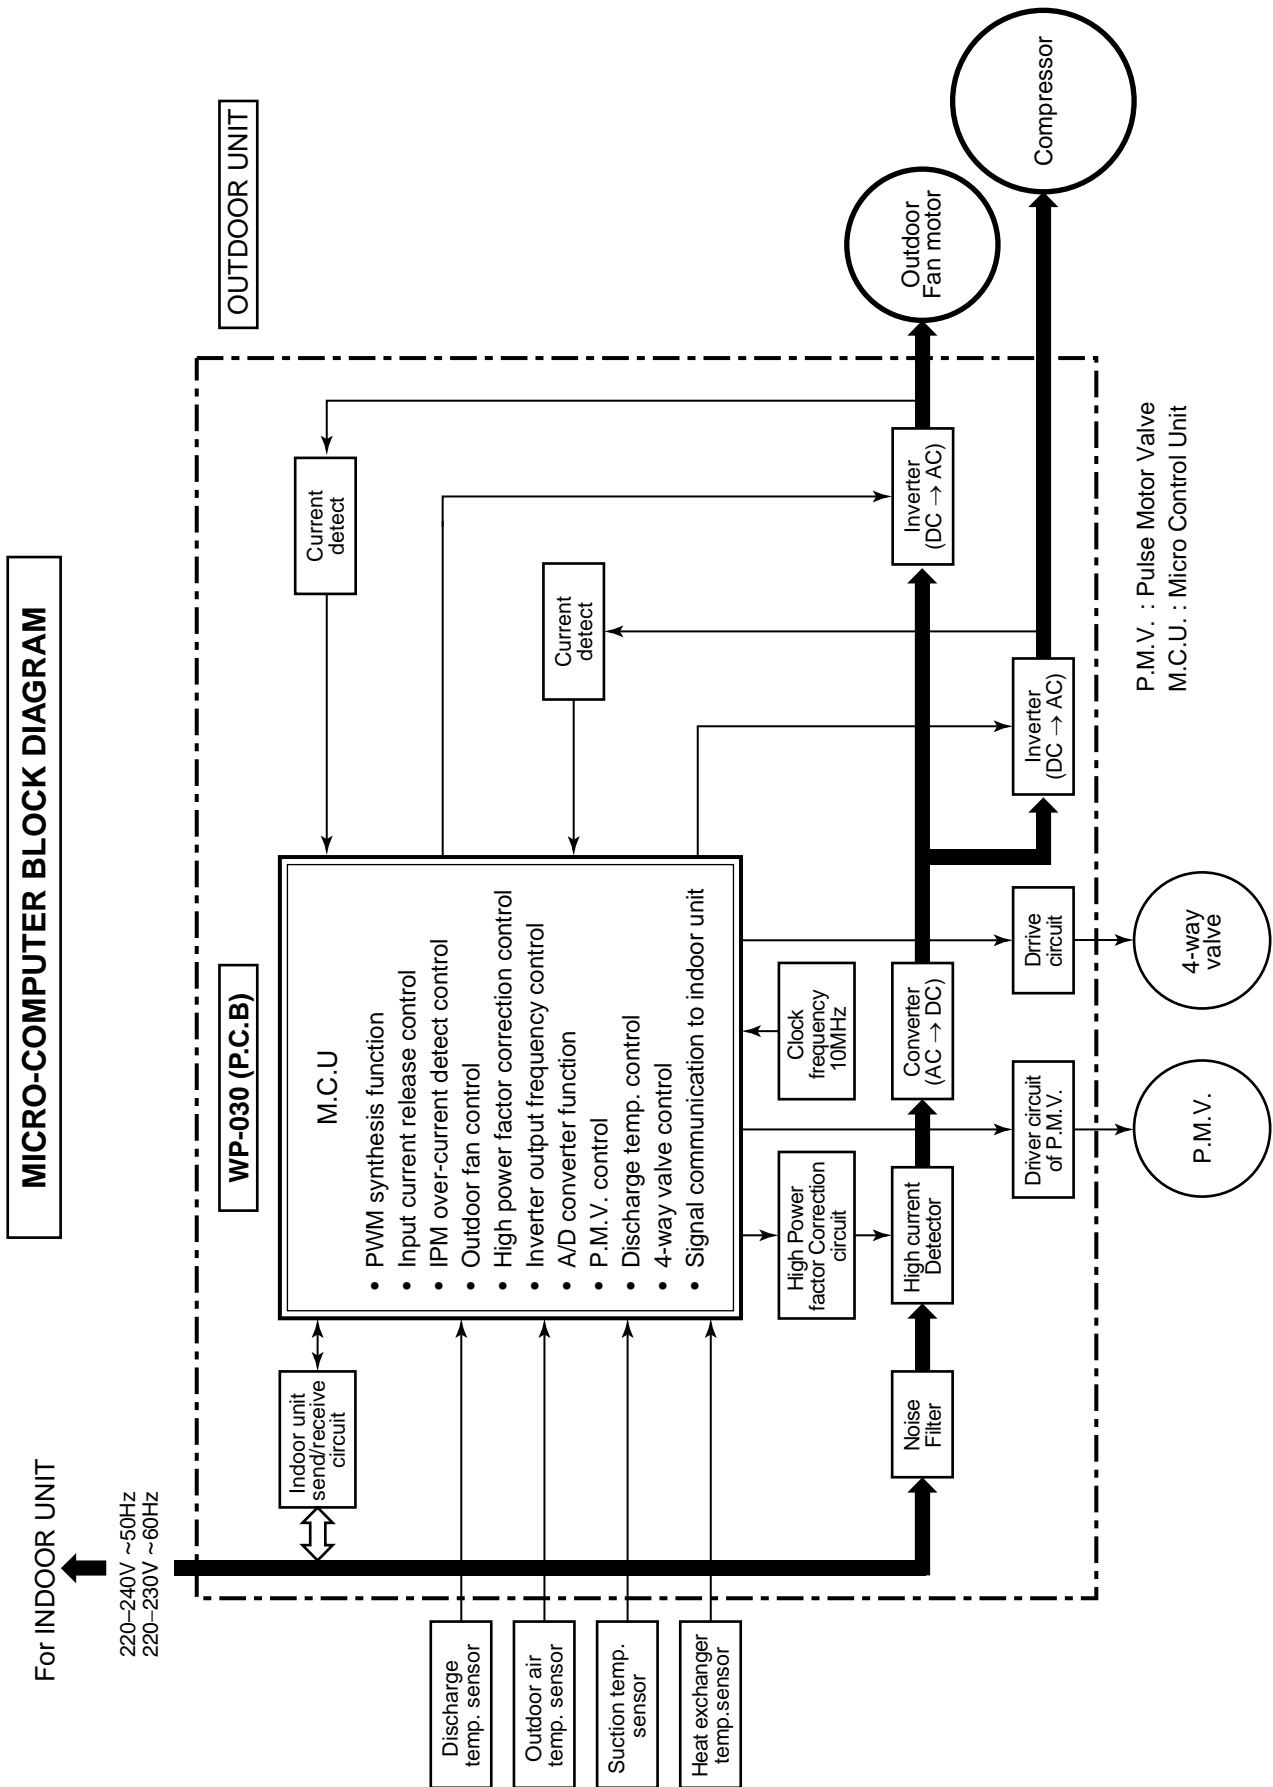 MICRO-COMPUTER BLOCK DIAGRAM
For INDOOR UNIT
220–240V ~50Hz
220–230V ~60Hz
WP-030 (P.C.B)
OUTDOOR UNIT
Indoor unit
send/receive
circuit
M.C.U
• PWM synthesis function
• Input current release control
• IPM over-current detect control
• Outdoor fan control
• High power factor correction control
• Inverter output frequency control
• A/D converter function
• P.M.V. control
• Discharge temp. control
• 4-way valve control
• Signal communication to indoor unit
Current
detect
Current
detect
Discharge
temp. sensor
Outdoor air
temp. sensor
Suction temp.
sensor
Heat exchanger
temp.sensor
High Power
factor Correction
circuit
Clock
frequency
10MHz
Noise
Filter
High current
Detector
Converter
(AC → DC)
Inverter
(DC → AC)
Outdoor
Fan motor
Driver circuit
of P.M.V.
Drrive
circuit
Inverter
(DC → AC)
Compressor
P.M.V.
4-way
valve
P.M.V. : Pulse Motor Valve
M.C.U. : Micro Control Unit